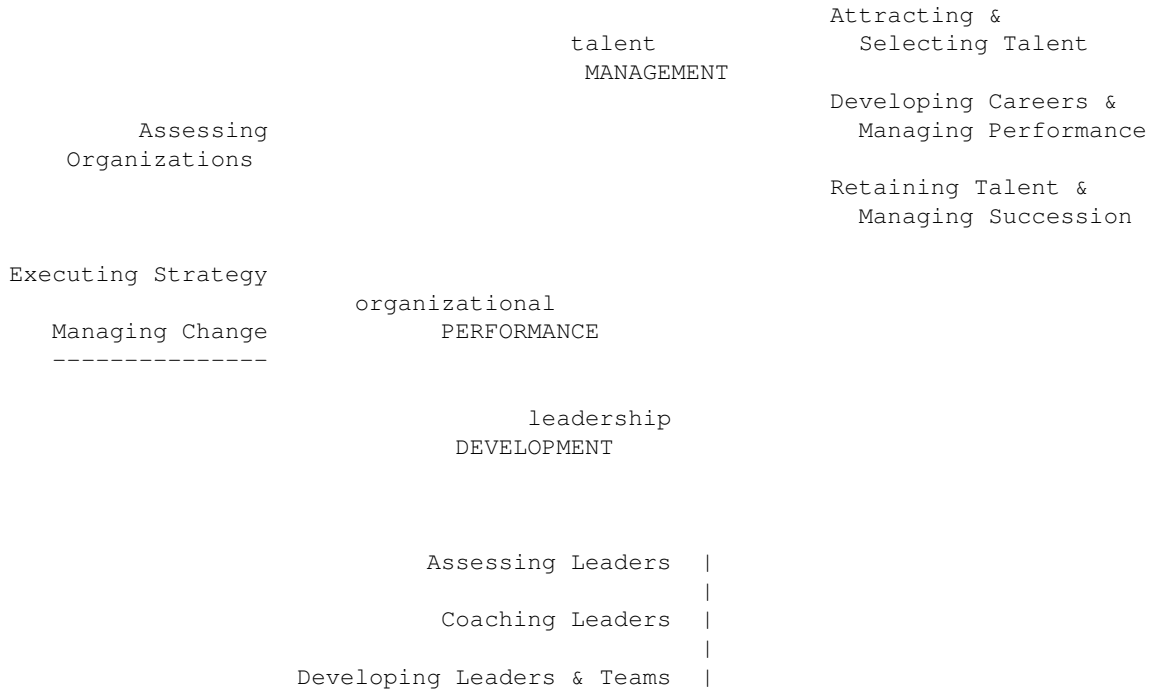 talent
MANAGEMENT
Attracting &
Selecting Talent
Developing Careers &
Managing Performance
Retaining Talent &
Managing Succession
Assessing
Organizations
Executing Strategy
Managing Change
organizational
PERFORMANCE
leadership
DEVELOPMENT
Assessing Leaders
Coaching Leaders
Developing Leaders & Teams